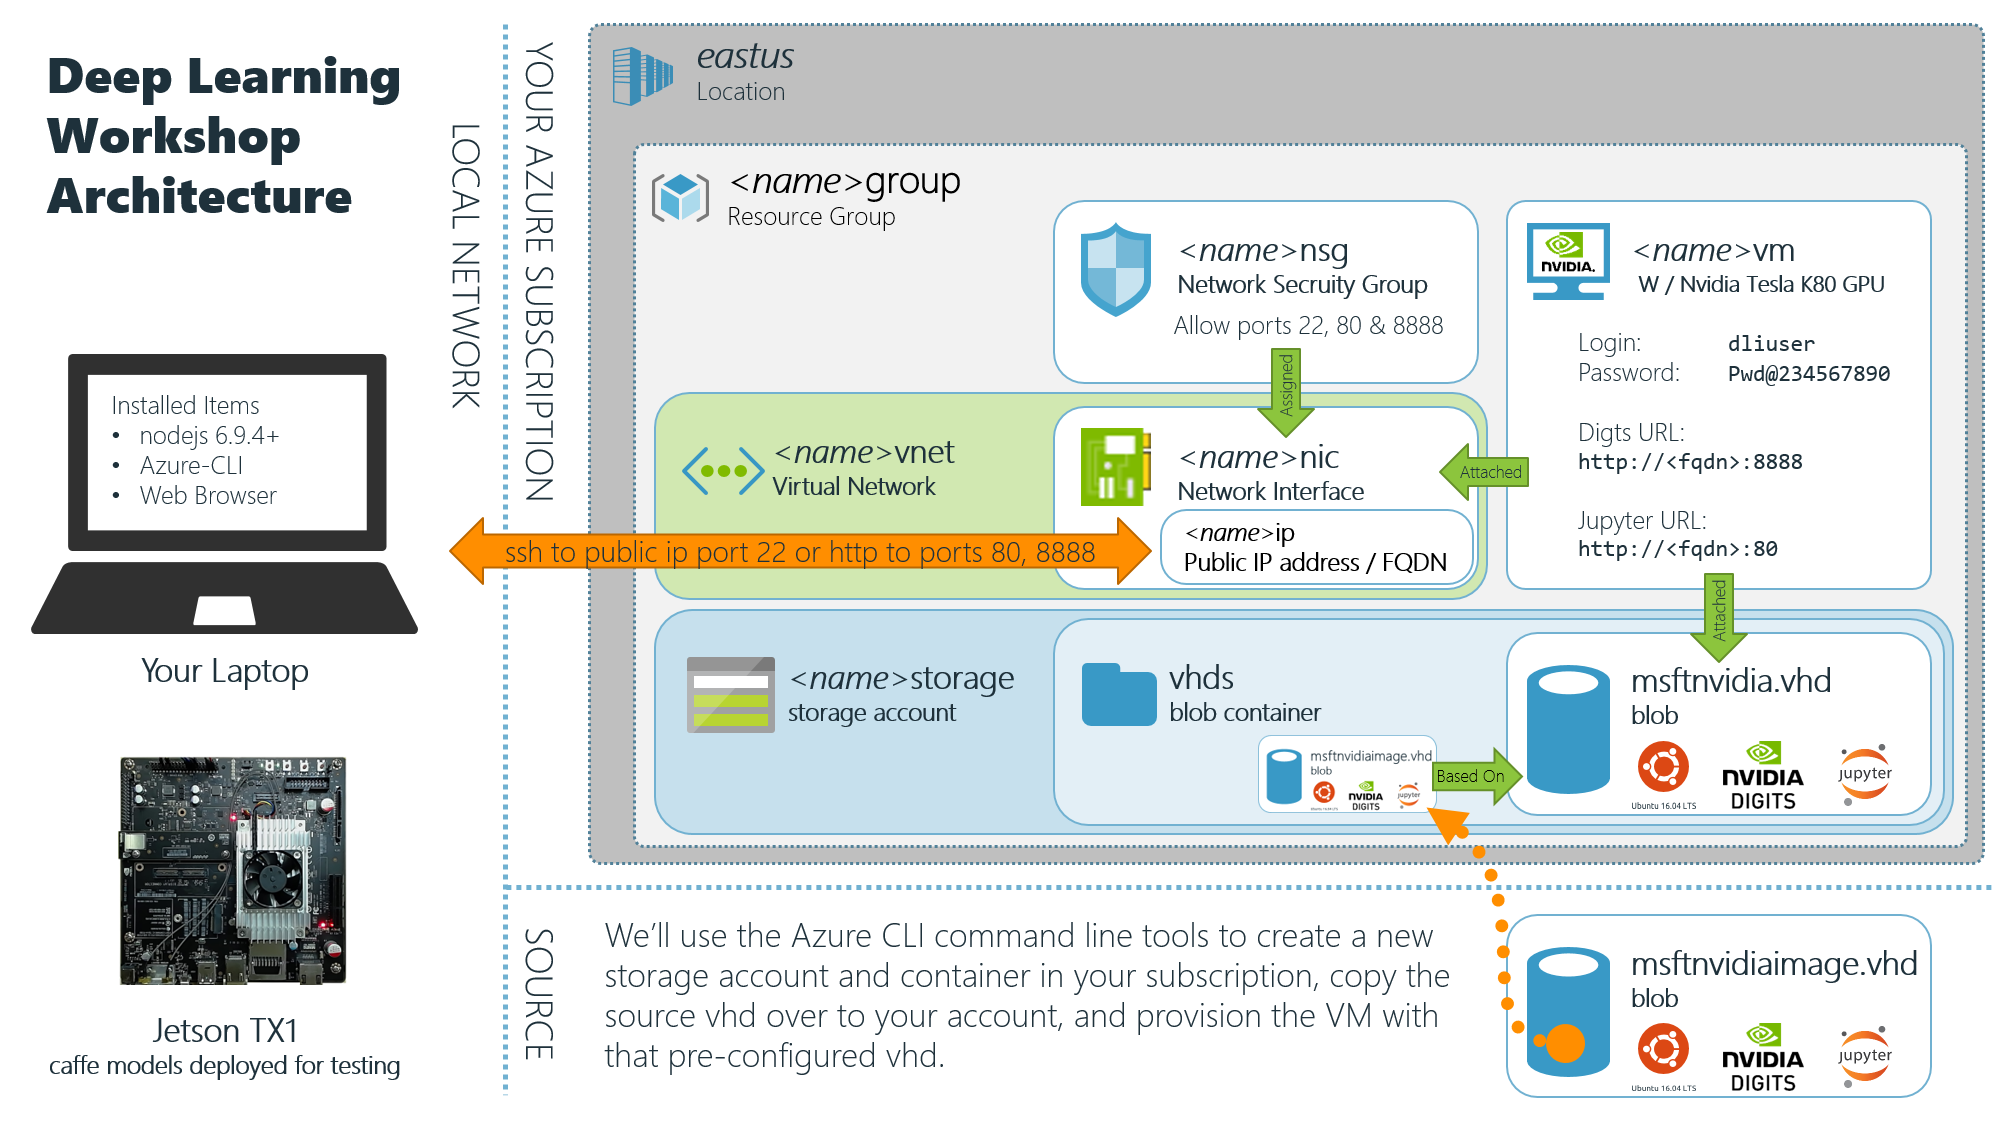 Deep Learning
Workshop
Architecture
LOCAL NETWORK
YOUR AZURE SUBSCRIPTION
eastus
Location
<name>group
Resource Group
<name>nsg
Network Secruity Group
Allow ports 22, 80 & 8888
Assigned
NVIDIA.
<name>vm
W / Nvidia Tesla K80 GPU
Login: dliuser
Password: Pwd@234567890
Digts URL:
http://<fqdn>:8888
Jupyter URL:
http://<fqdn>:80
Attached
Attached
<name>vnet
Virtual Network
<name>nic
Network Interface
<name>ip
Public IP address / FQDN
ssh to public ip port 22 or http to ports 80, 8888
Installed Items
• nodejs 6.9.4+
• Azure-CLI
• Web Browser
Your Laptop
<name>storage
storage account
vhds
blob container
msftnvidiaimage.vhd
blob
Ubuntu 16.04 LTS
NVIDIA
DIGITS
jupyter
Based On
msftnvidia.vhd
blob
Ubuntu 16.04 LTS
NVIDIA
DIGITS
jupyter
Jetson TX1
caffe models deployed for testing
SOURCE
We'll use the Azure CLI command line tools to create a new
storage account and container in your subscription, copy the
source vhd over to your account, and provision the VM with
that pre-configured vhd.
msftnvidiaimage.vhd
blob
Ubuntu 16.04 LTS
NVIDIA
DIGITS
jupyter